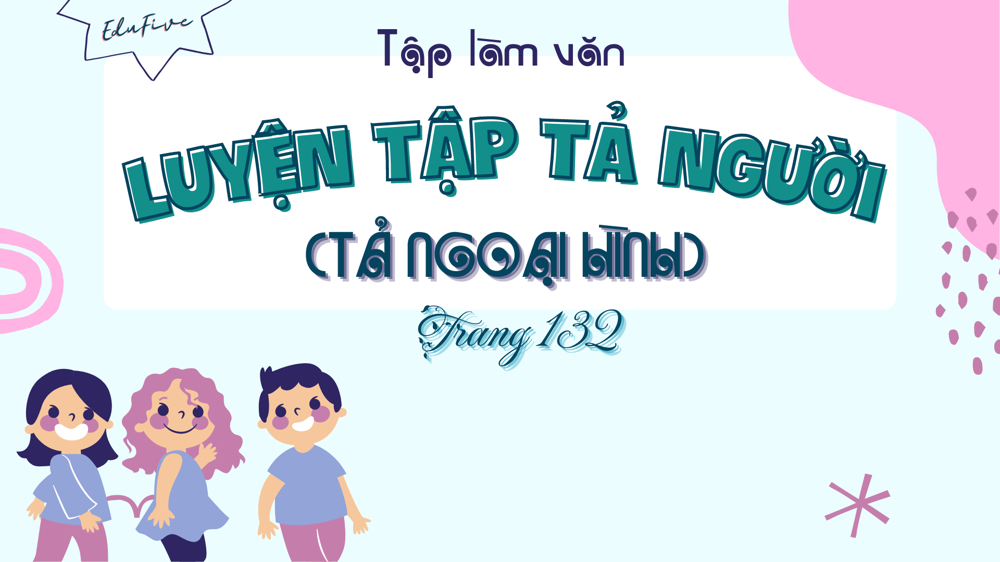 EduFive
Tập làm văn
LUYỆN TẬP TẢ NGƯỜI
(TẢ NGOẠI HÌNH)
Trang 132